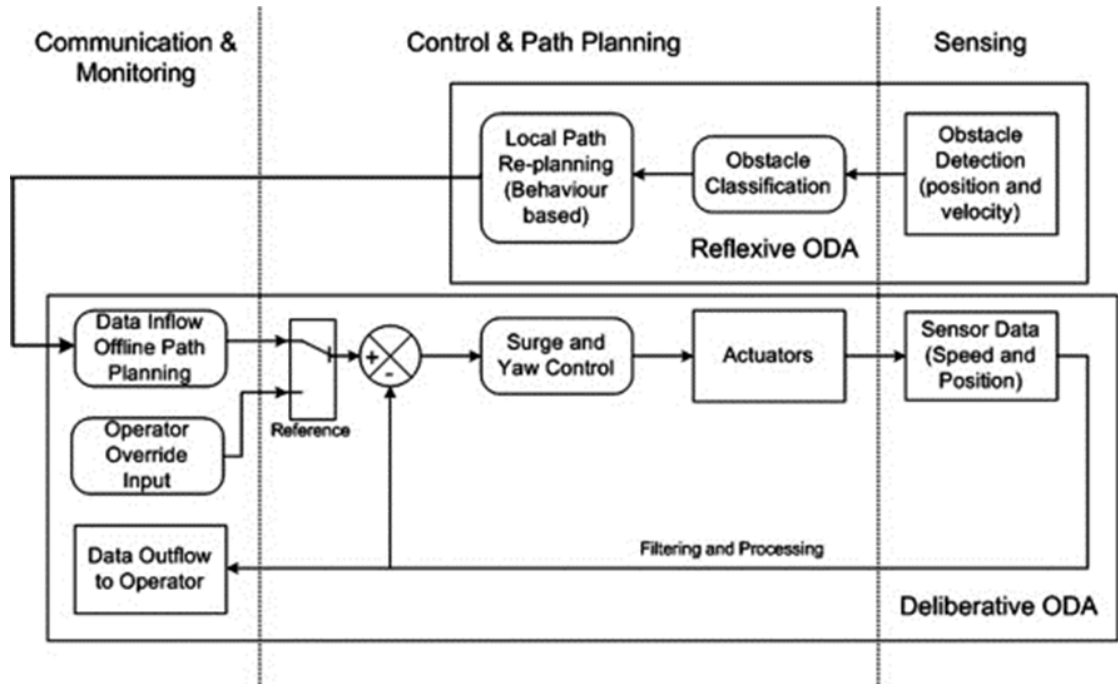 Communication &
Monitoring
Control & Path Planning
Sensing
Local Path
Re-planning
(Behaviour
based)
Obstacle
Classification
Obstacle
Detection
(position and
velocity)
Reflexive ODA
Data Inflow
Offline Path
Planning
Operator
Override
Input
Data Outflow
to Operator
Reference
+
-
Surge and
Yaw Control
Actuators
Sensor Data
(Speed and
Position)
Filtering and Processing
Deliberative ODA